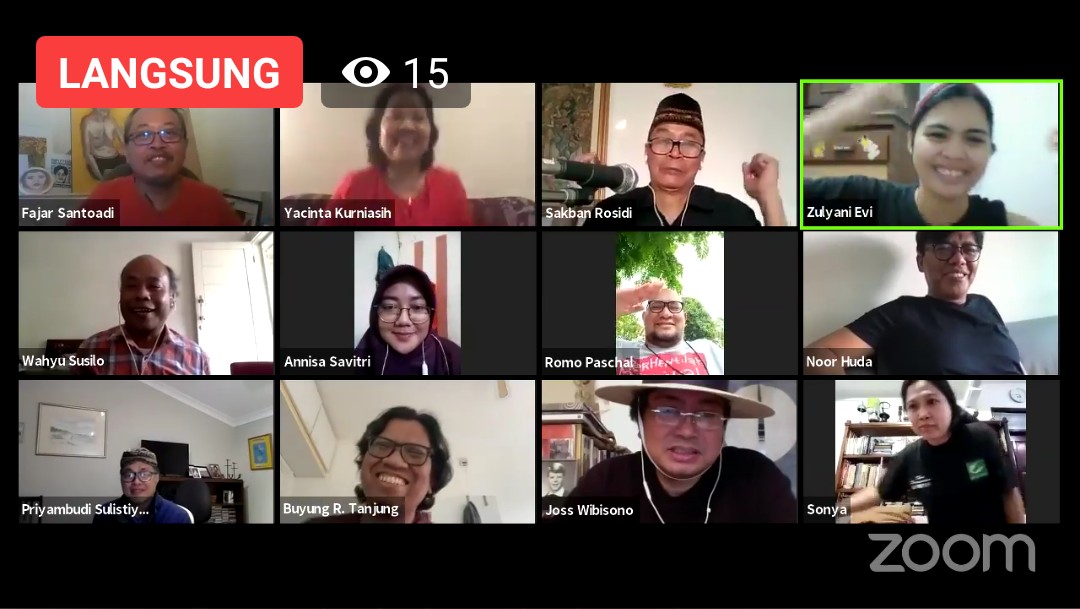 LANGSUNG 15
Fajar Santoadi
Yacinta Kurniasih
Sakban Rosidi
Zulyani Evi
Wahyu Susilo
Annisa Savitri
Romo Paschal
Noor Huda
Priyambudi Sulistiy...
Buyung R. Tanjung
Joss Wibisono
Sonya
zoom